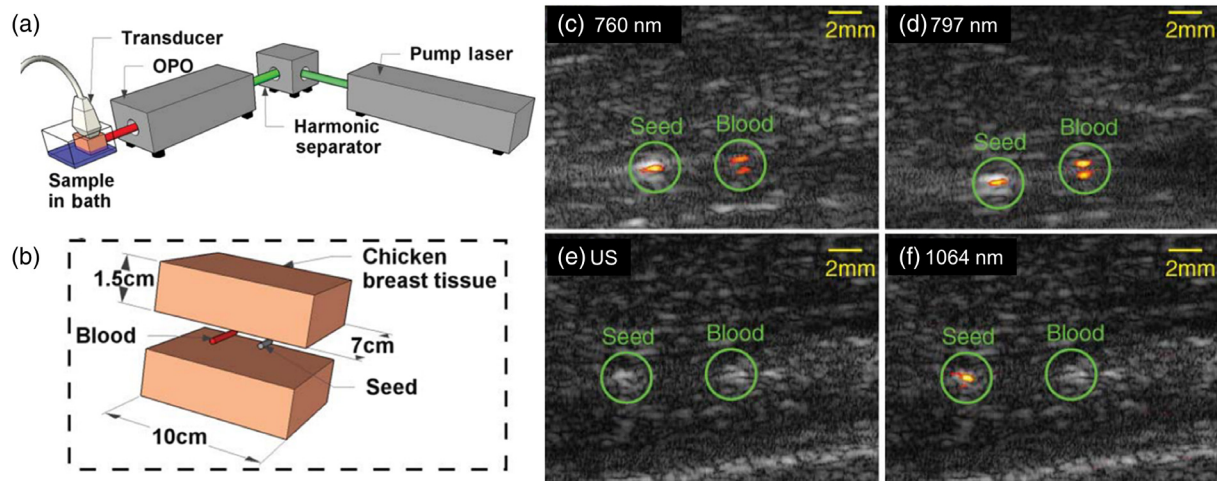 (a)
Transducer
OPO
Pump laser
Harmonic
separator
Sample
in bath
(b)
1.5cm
Chicken
breast tissue
Blood
7cm
Seed
10cm
(c) 760 nm
2mm
Seed
Blood
(d) 797 nm
2mm
Seed
Blood
(e) US
2mm
Seed
Blood
(f) 1064 nm
2mm
Seed
Blood